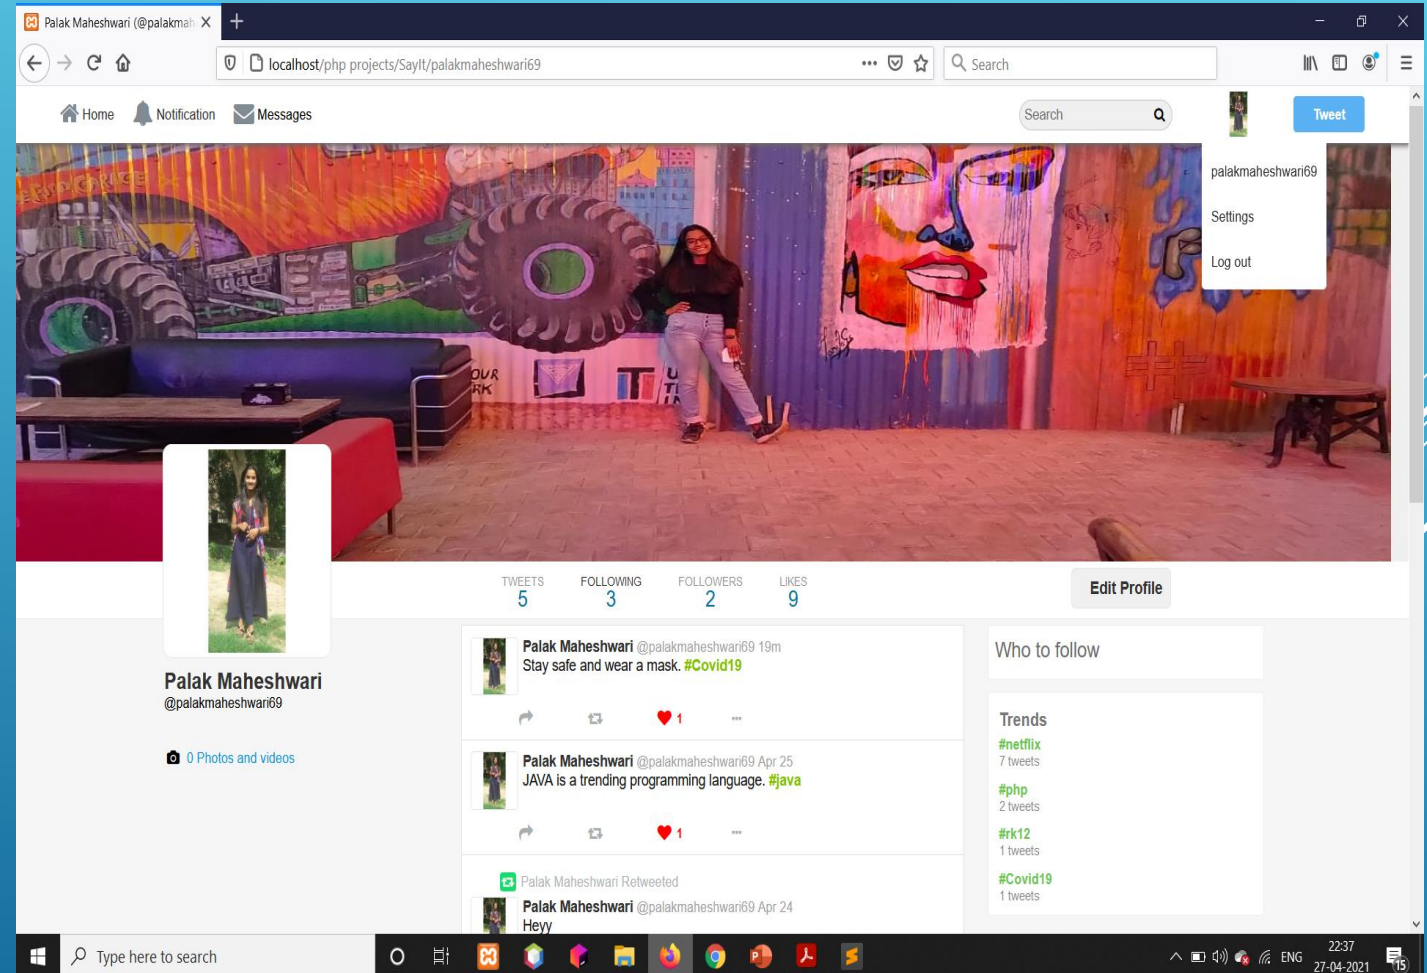 Palak Maheshwari (@palakmah
localhost/php projects/SayIt/palakmaheshwari69
Search
Home
Notification
Messages
Search
Tweet
palakmaheshwari69
Settings
Log out
TWEETS
5
FOLLOWING
3
FOLLOWERS
2
LIKES
9
Edit Profile
Palak Maheshwari
@palakmaheshwari69
0 Photos and videos
Palak Maheshwari @palakmaheshwari69 19m
Stay safe and wear a mask. #Covid19
1
Palak Maheshwari @palakmaheshwari69 Apr 25
JAVA is a trending programming language. #java
1
Palak Maheshwari Retweeted
Palak Maheshwari @palakmaheshwari69 Apr 24
Heyy
Who to follow
Trends
#netflix
7 tweets
#php
2 tweets
#rk12
1 tweets
#Covid19
1 tweets
Type here to search
ENG
22:37
27-04-2021
15